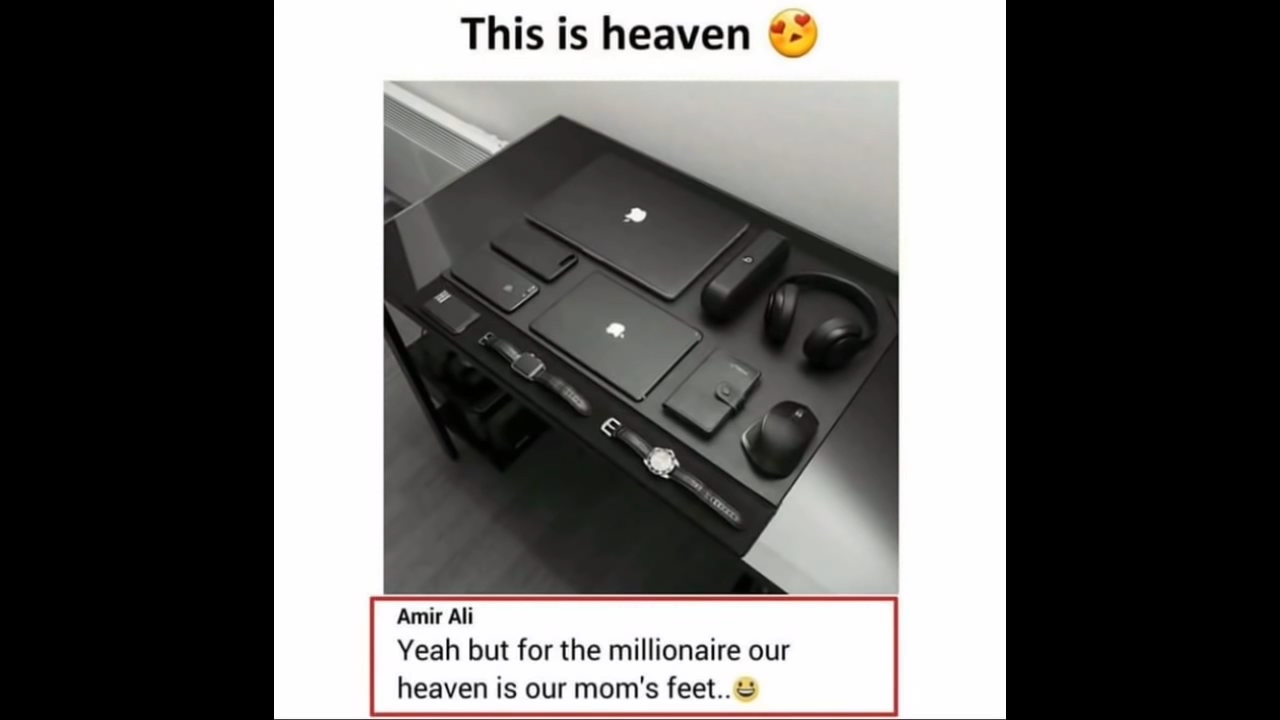 This is heaven 😍
Amir Ali
Yeah but for the millionaire our
heaven is our mom's feet..😀